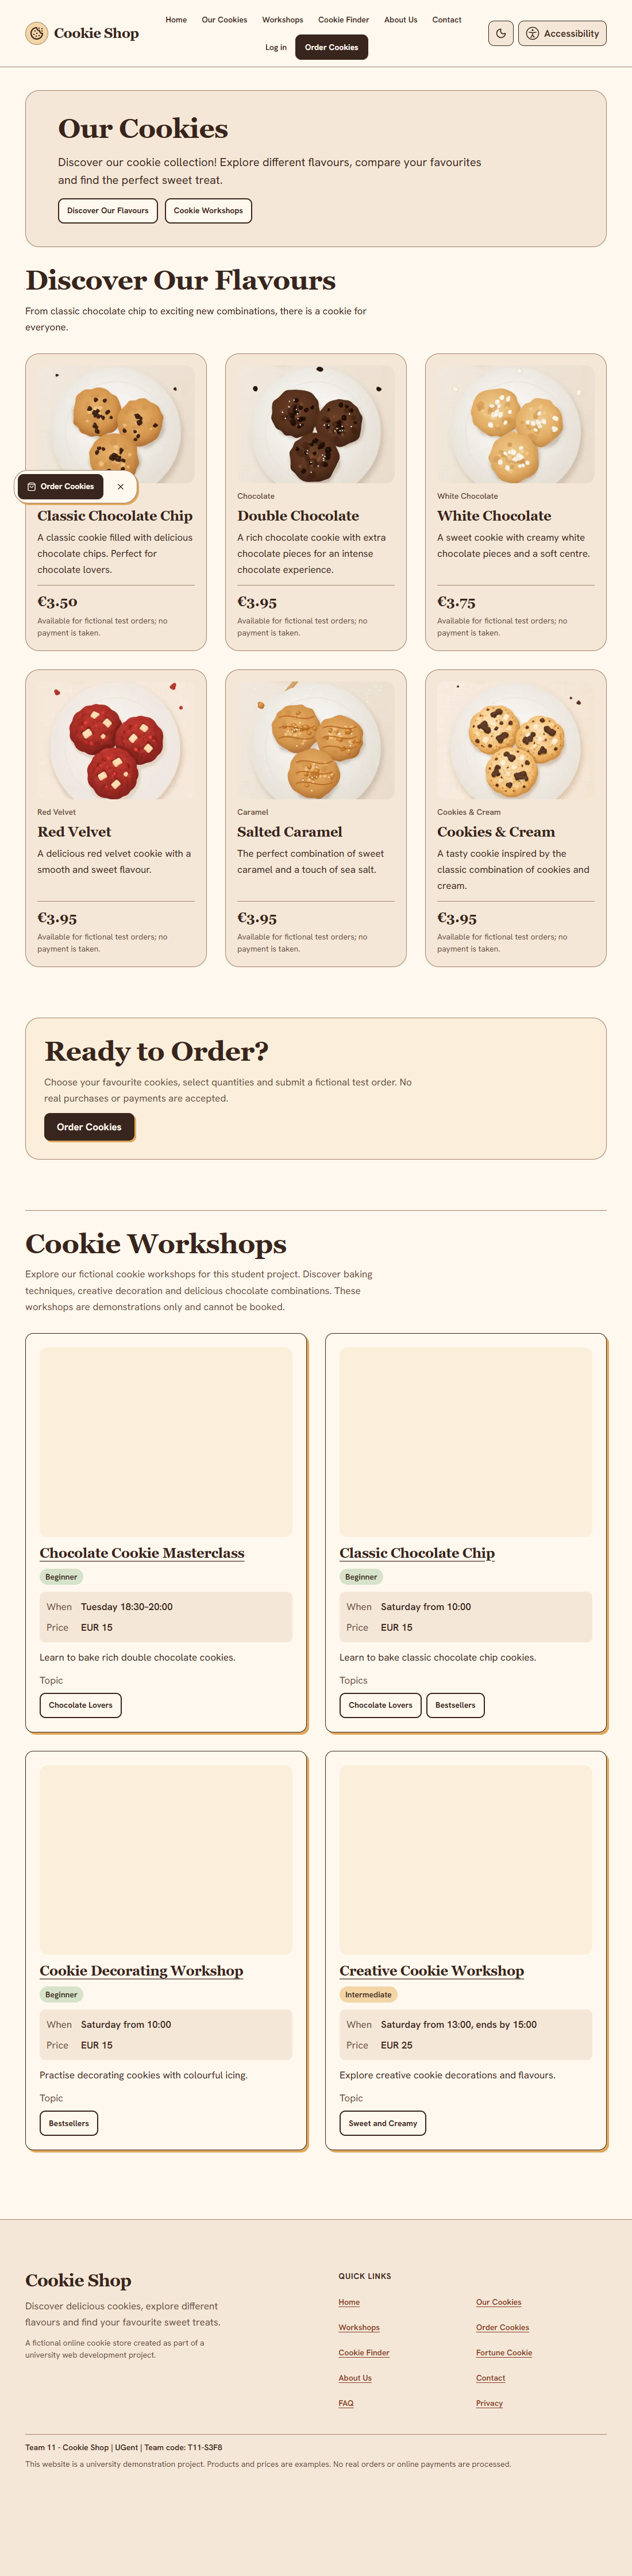 Cookie Shop
Home
Our Cookies
Workshops
Cookie Finder
About Us
Contact
Log in
Order Cookies
Accessibility
Our Cookies
Discover our cookie collection! Explore different flavours, compare your favourites
and find the perfect sweet treat.
Discover Our Flavours
Cookie Workshops
Discover Our Flavours
From classic chocolate chip to exciting new combinations, there is a cookie for
everyone.
Order Cookies
Classic Chocolate Chip
A classic cookie filled with delicious
chocolate chips. Perfect for
chocolate lovers.
€3.50
Available for fictional test orders; no
payment is taken.
Chocolate
Double Chocolate
A rich chocolate cookie with extra
chocolate pieces for an intense
chocolate experience.
€3.95
Available for fictional test orders; no
payment is taken.
White Chocolate
White Chocolate
A sweet cookie with creamy white
chocolate pieces and a soft centre.
€3.75
Available for fictional test orders; no
payment is taken.
Red Velvet
Red Velvet
A delicious red velvet cookie with a
smooth and sweet flavour.
€3.95
Available for fictional test orders; no
payment is taken.
Caramel
Salted Caramel
The perfect combination of sweet
caramel and a touch of sea salt.
€3.95
Available for fictional test orders; no
payment is taken.
Cookies & Cream
Cookies & Cream
A tasty cookie inspired by the
classic combination of cookies and
cream.
€3.95
Available for fictional test orders; no
payment is taken.
Ready to Order?
Choose your favourite cookies, select quantities and submit a fictional test order. No
real purchases or payments are accepted.
Order Cookies
Cookie Workshops
Explore our fictional cookie workshops for this student project. Discover baking
techniques, creative decoration and delicious chocolate combinations. These
workshops are demonstrations only and cannot be booked.
Chocolate Cookie Masterclass
Beginner
When Tuesday 18:30–20:00
Price EUR 15
Learn to bake rich double chocolate cookies.
Topic
Chocolate Lovers
Classic Chocolate Chip
Beginner
When Saturday from 10:00
Price EUR 15
Learn to bake classic chocolate chip cookies.
Topics
Chocolate Lovers
Bestsellers
Cookie Decorating Workshop
Beginner
When Saturday from 10:00
Price EUR 15
Practise decorating cookies with colourful icing.
Topic
Bestsellers
Creative Cookie Workshop
Intermediate
When Saturday from 13:00, ends by 15:00
Price EUR 25
Explore creative cookie decorations and flavours.
Topic
Sweet and Creamy
Cookie Shop
Discover delicious cookies, explore different
flavours and find your favourite sweet treats.
A fictional online cookie store created as part of a
university web development project.
QUICK LINKS
Home
Our Cookies
Workshops
Order Cookies
Cookie Finder
Fortune Cookie
About Us
Contact
FAQ
Privacy
Team 11 - Cookie Shop | UGent | Team code: T11-S3F8
This website is a university demonstration project. Products and prices are examples. No real orders or online payments are processed.